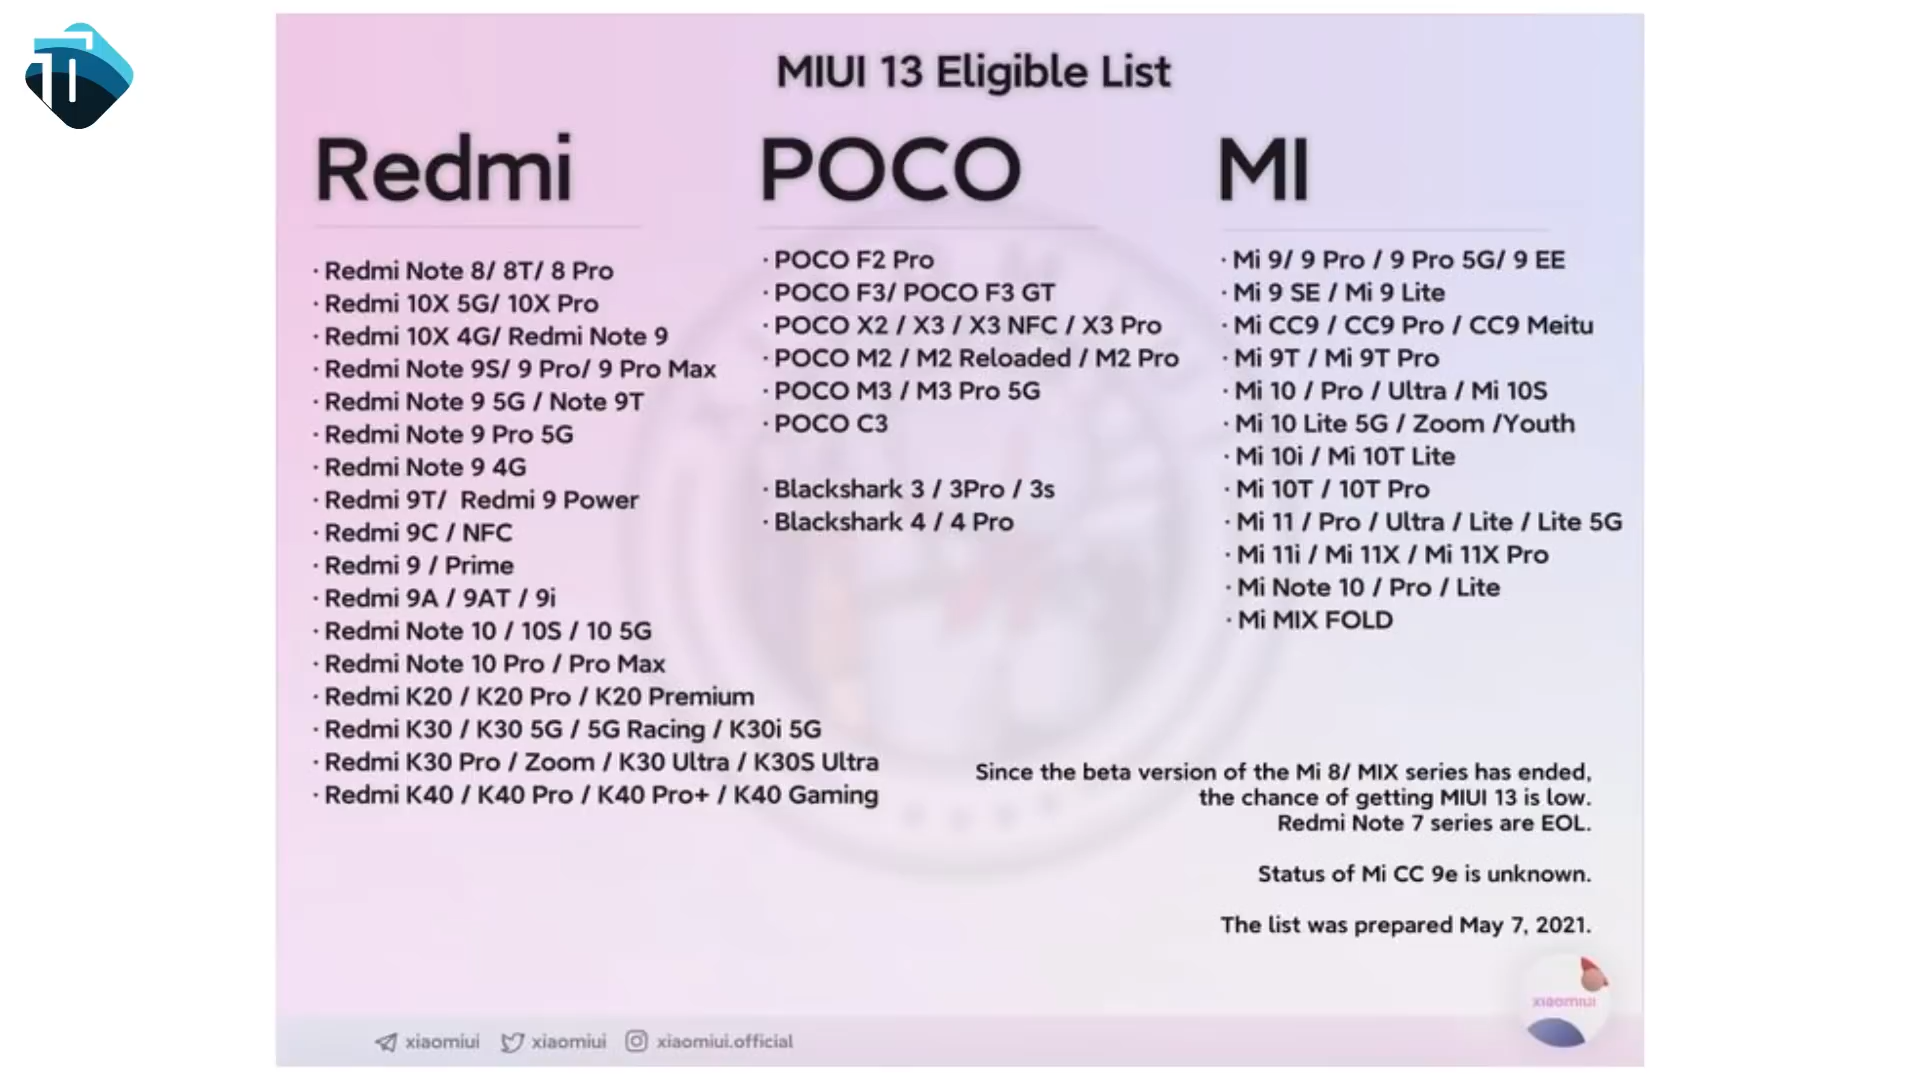 MIUI 13 Eligible List
Redmi
· Redmi Note 8/ 8T/ 8 Pro
· Redmi 10X 5G/ 10X Pro
· Redmi 10X 4G/ Redmi Note 9
· Redmi Note 9S/ 9 Pro/ 9 Pro Max
· Redmi Note 9 5G / Note 9T
· Redmi Note 9 Pro 5G
· Redmi Note 9 4G
· Redmi 9T/  Redmi 9 Power
· Redmi 9C / NFC
· Redmi 9 / Prime
· Redmi 9A / 9AT / 9i
· Redmi Note 10 / 10S / 10 5G
· Redmi Note 10 Pro / Pro Max
· Redmi K20 / K20 Pro / K20 Premium
· Redmi K30 / K30 5G / 5G Racing / K30i 5G
· Redmi K30 Pro / Zoom / K30 Ultra / K30S Ultra
· Redmi K40 / K40 Pro / K40 Pro+ / K40 Gaming
POCO
· POCO F2 Pro
· POCO F3/ POCO F3 GT
· POCO X2 / X3 / X3 NFC / X3 Pro
· POCO M2 / M2 Reloaded / M2 Pro
· POCO M3 / M3 Pro 5G
· POCO C3
· Blackshark 3 / 3Pro / 3s
· Blackshark 4 / 4 Pro
MI
· Mi 9/ 9 Pro / 9 Pro 5G/ 9 EE
· Mi 9 SE / Mi 9 Lite
· Mi CC9 / CC9 Pro / CC9 Meitu
· Mi 9T / Mi 9T Pro
· Mi 10 / Pro / Ultra / Mi 10S
· Mi 10 Lite 5G / Zoom /Youth
· Mi 10i / Mi 10T Lite
· Mi 10T / 10T Pro
· Mi 11 / Pro / Ultra / Lite / Lite 5G
· Mi 11i / Mi 11X / Mi 11X Pro
· Mi Note 10 / Pro / Lite
· Mi MIX FOLD
Since the beta version of the Mi 8/ MIX series has ended,
the chance of getting MIUI 13 is low.
Redmi Note 7 series are EOL.
Status of Mi CC 9e is unknown.
The list was prepared May 7, 2021.
xiaomiui
xiaomiui xiaomiui xiaomiui.official